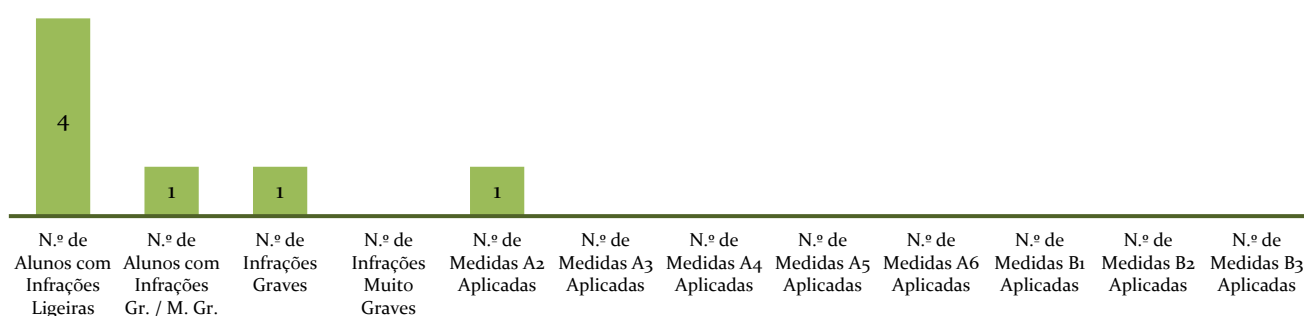 4
1
1
1
N.º de
Alunos com
Infrações
Ligeiras
N.º de
Alunos com
Infrações
Gr. / M. Gr.
N.º de
Infrações
Graves
N.º de
Infrações
Muito
Graves
N.º de
Medidas A2
Aplicadas
N.º de
Medidas A3
Aplicadas
N.º de
Medidas A4
Aplicadas
N.º de
Medidas A5
Aplicadas
N.º de
Medidas A6
Aplicadas
N.º de
Medidas B1
Aplicadas
N.º de
Medidas B2
Aplicadas
N.º de
Medidas B3
Aplicadas